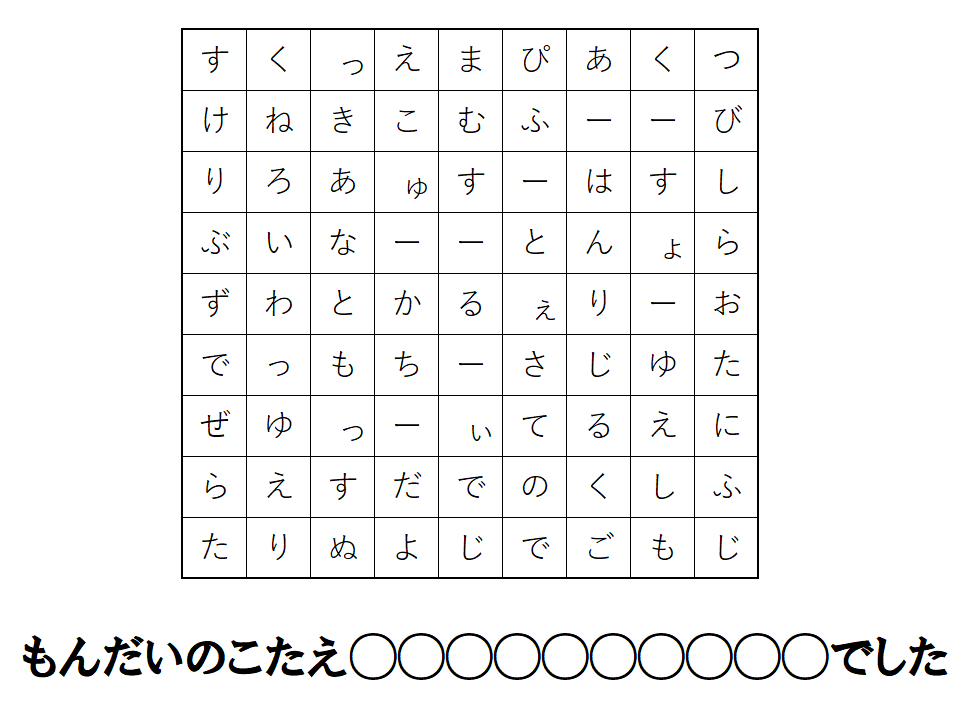 すくっえまぴあくつ
けねきこむふーーび
りろあゅすーはすし
ぶいなーーとんょら
ずわとかるぇりーお
でっもちーさじゆた
ぜゆっーぃてるえに
らえすだでのくしふ
たりぬよじでごもじ
もんだいのこたえ◯◯◯◯◯◯◯◯◯◯でした